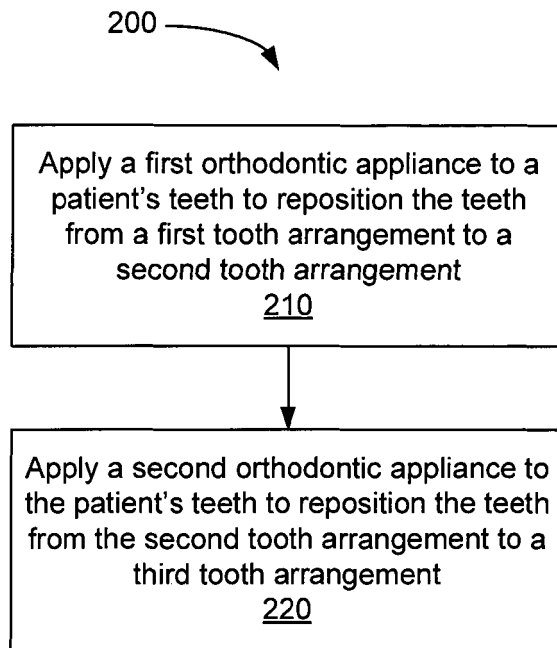 200
Apply a first orthodontic appliance to a
patient's teeth to reposition the teeth
from a first tooth arrangement to a
second tooth arrangement
210
Apply a second orthodontic appliance to
the patient's teeth to reposition the teeth
from the second tooth arrangement to a
third tooth arrangement
220